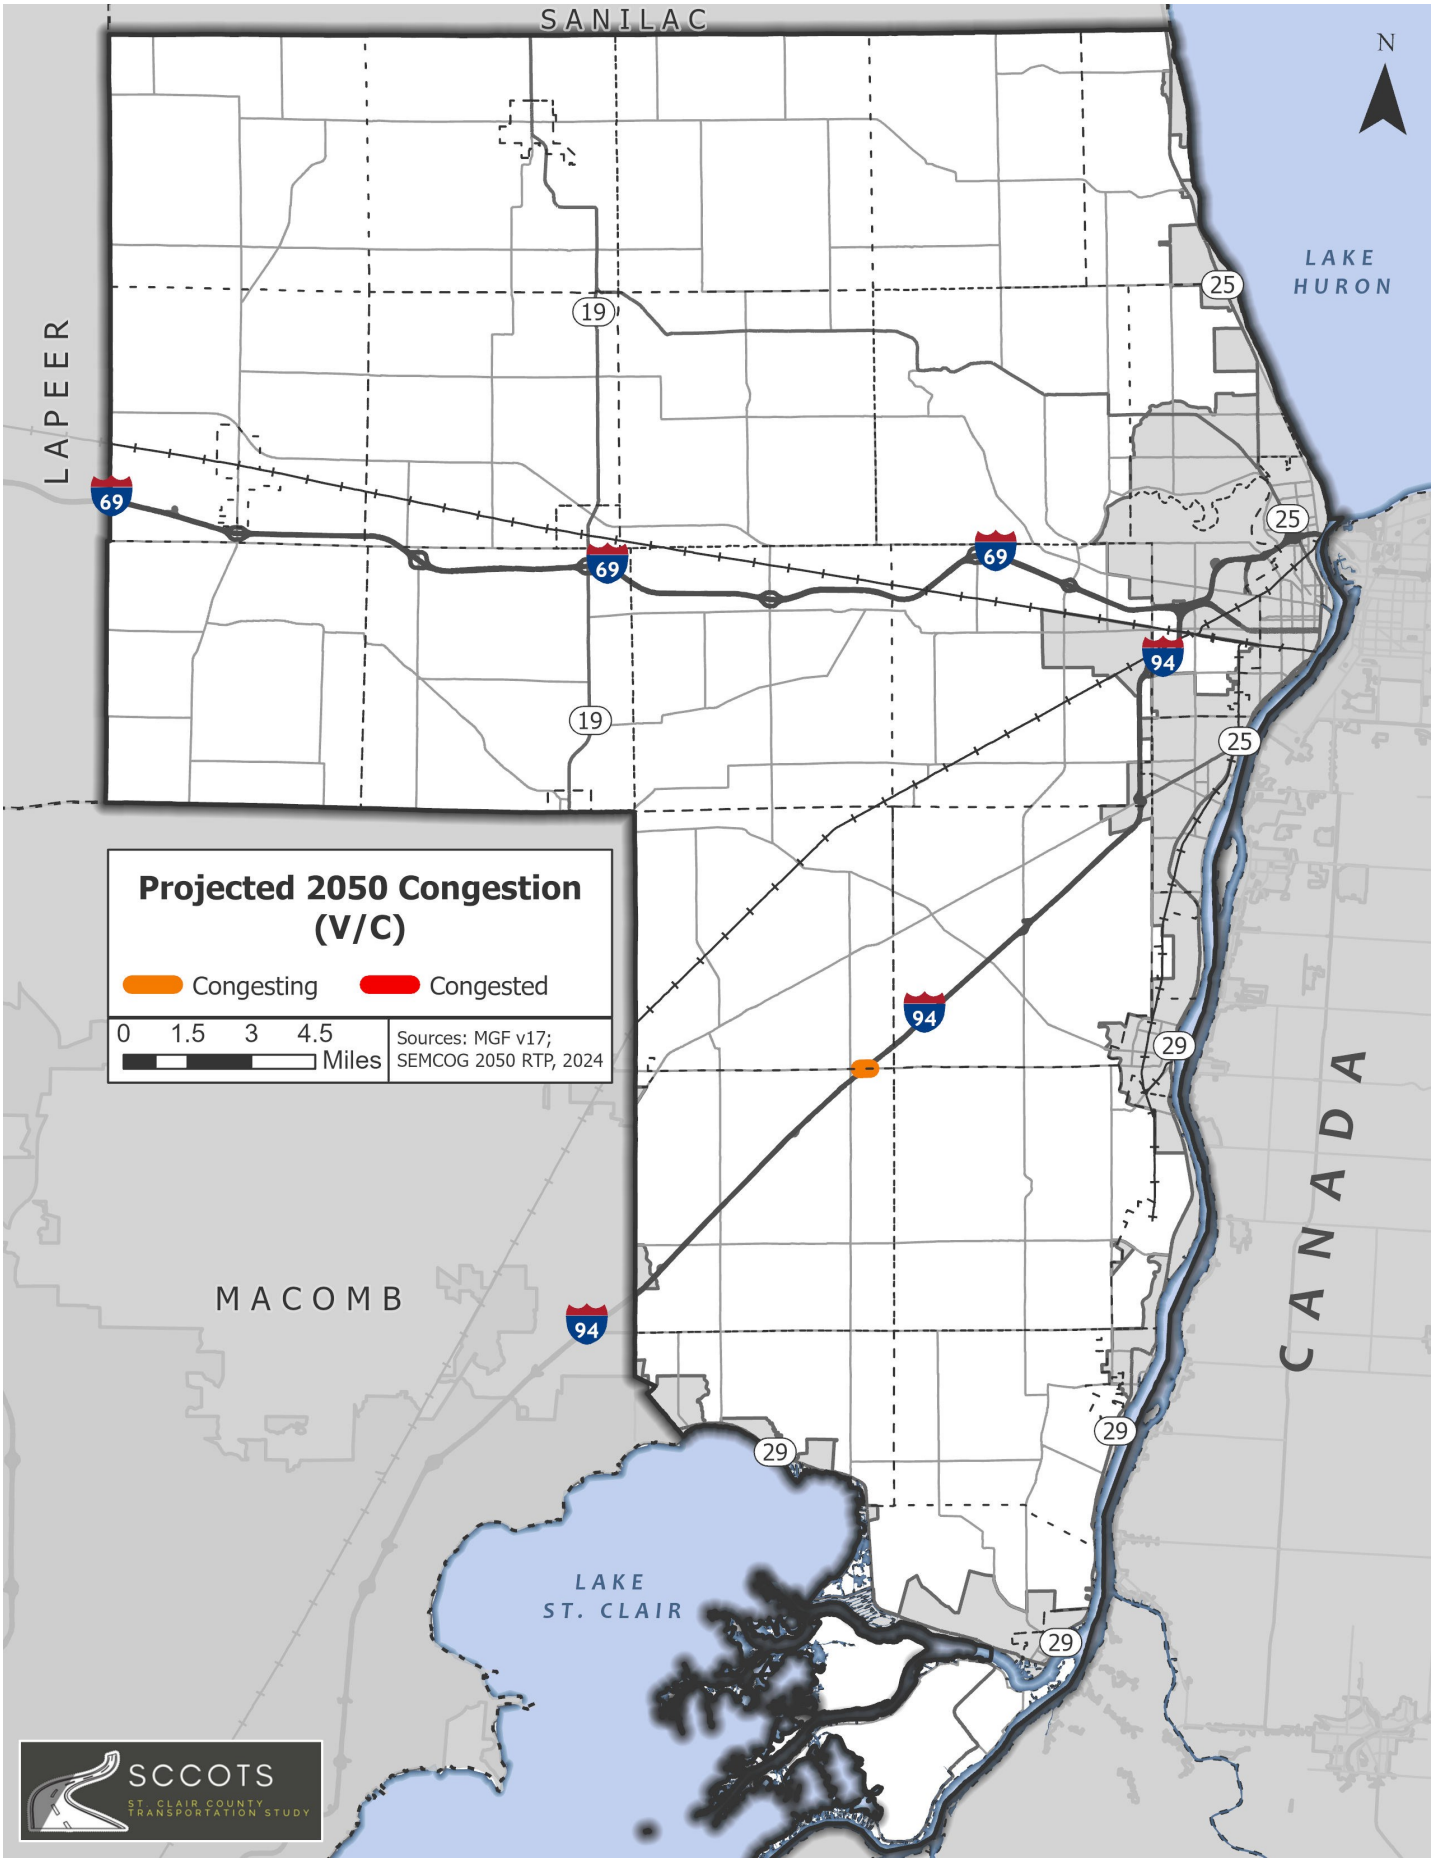 SANILAC
N
LAKE
HURON
25
19
LAPEER
69
25
69
69
94
19
25
Projected 2050 Congestion
(V/C)
Congesting
Congested
0 1.5 3 4.5
Miles
Sources: MGF v17;
SEMCOG 2050 RTP, 2024
94
29
CANADA
MACOMB
94
29
29
LAKE
ST. CLAIR
29
SCCOTS
ST. CLAIR COUNTY
TRANSPORTATION STUDY